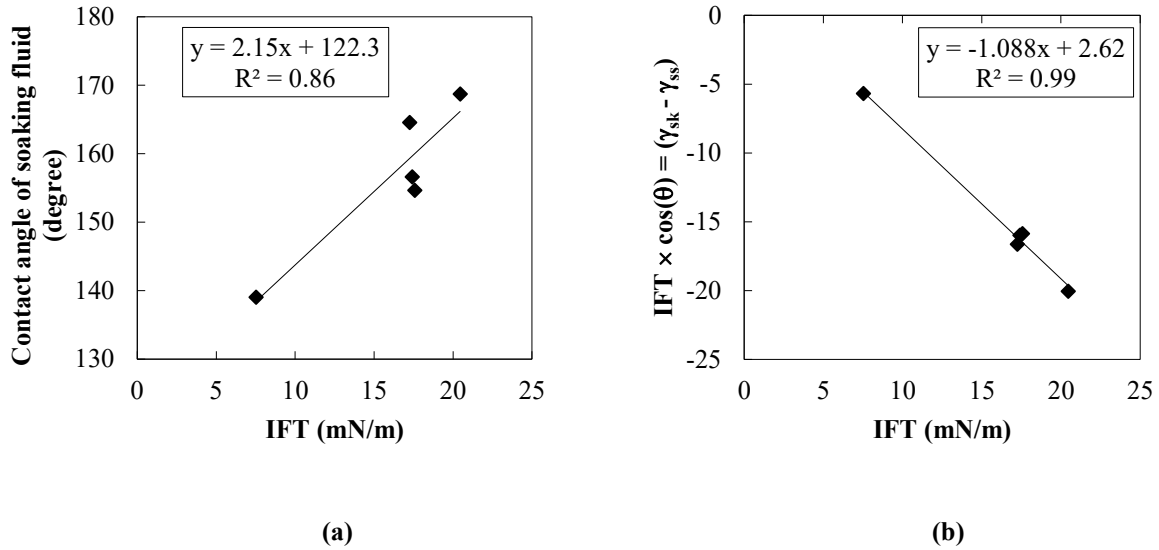 y = 2.15x + 122.3
R² = 0.86
Contact angle of soaking fluid
(degree)
180
170
160
150
140
130
0
5
10
15
20
25
IFT (mN/m)
(a)
y = -1.088x + 2.62
R² = 0.99
IFT × cos(θ) = (γsk - γss)
0
-5
-10
-15
-20
-25
0
5
10
15
20
25
IFT (mN/m)
(b)